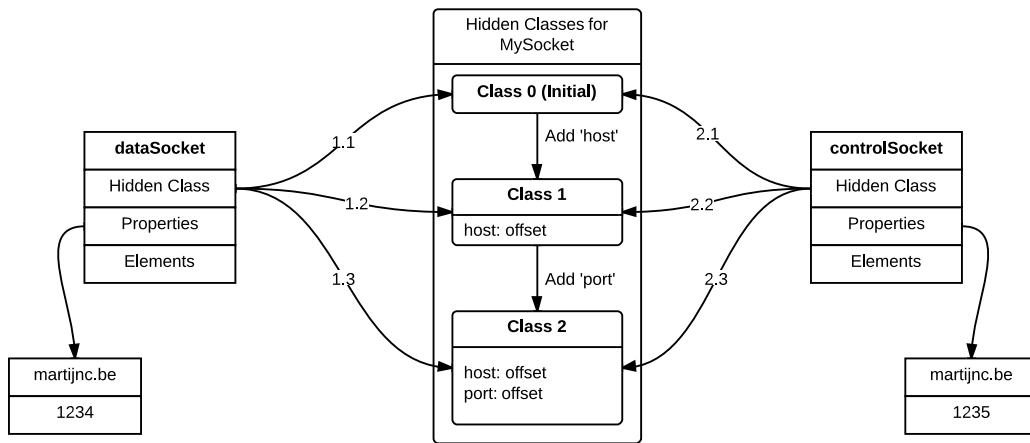 Hidden Classes for
MySocket
Class 0 (Initial)
Add 'host'
Class 1
host: offset
Add 'port'
Class 2
host: offset
port: offset
dataSocket
Hidden Class
Properties
Elements
martijnc.be
1234
1.1
1.2
1.3
controlSocket
Hidden Class
Properties
Elements
martijnc.be
1235
2.1
2.2
2.3